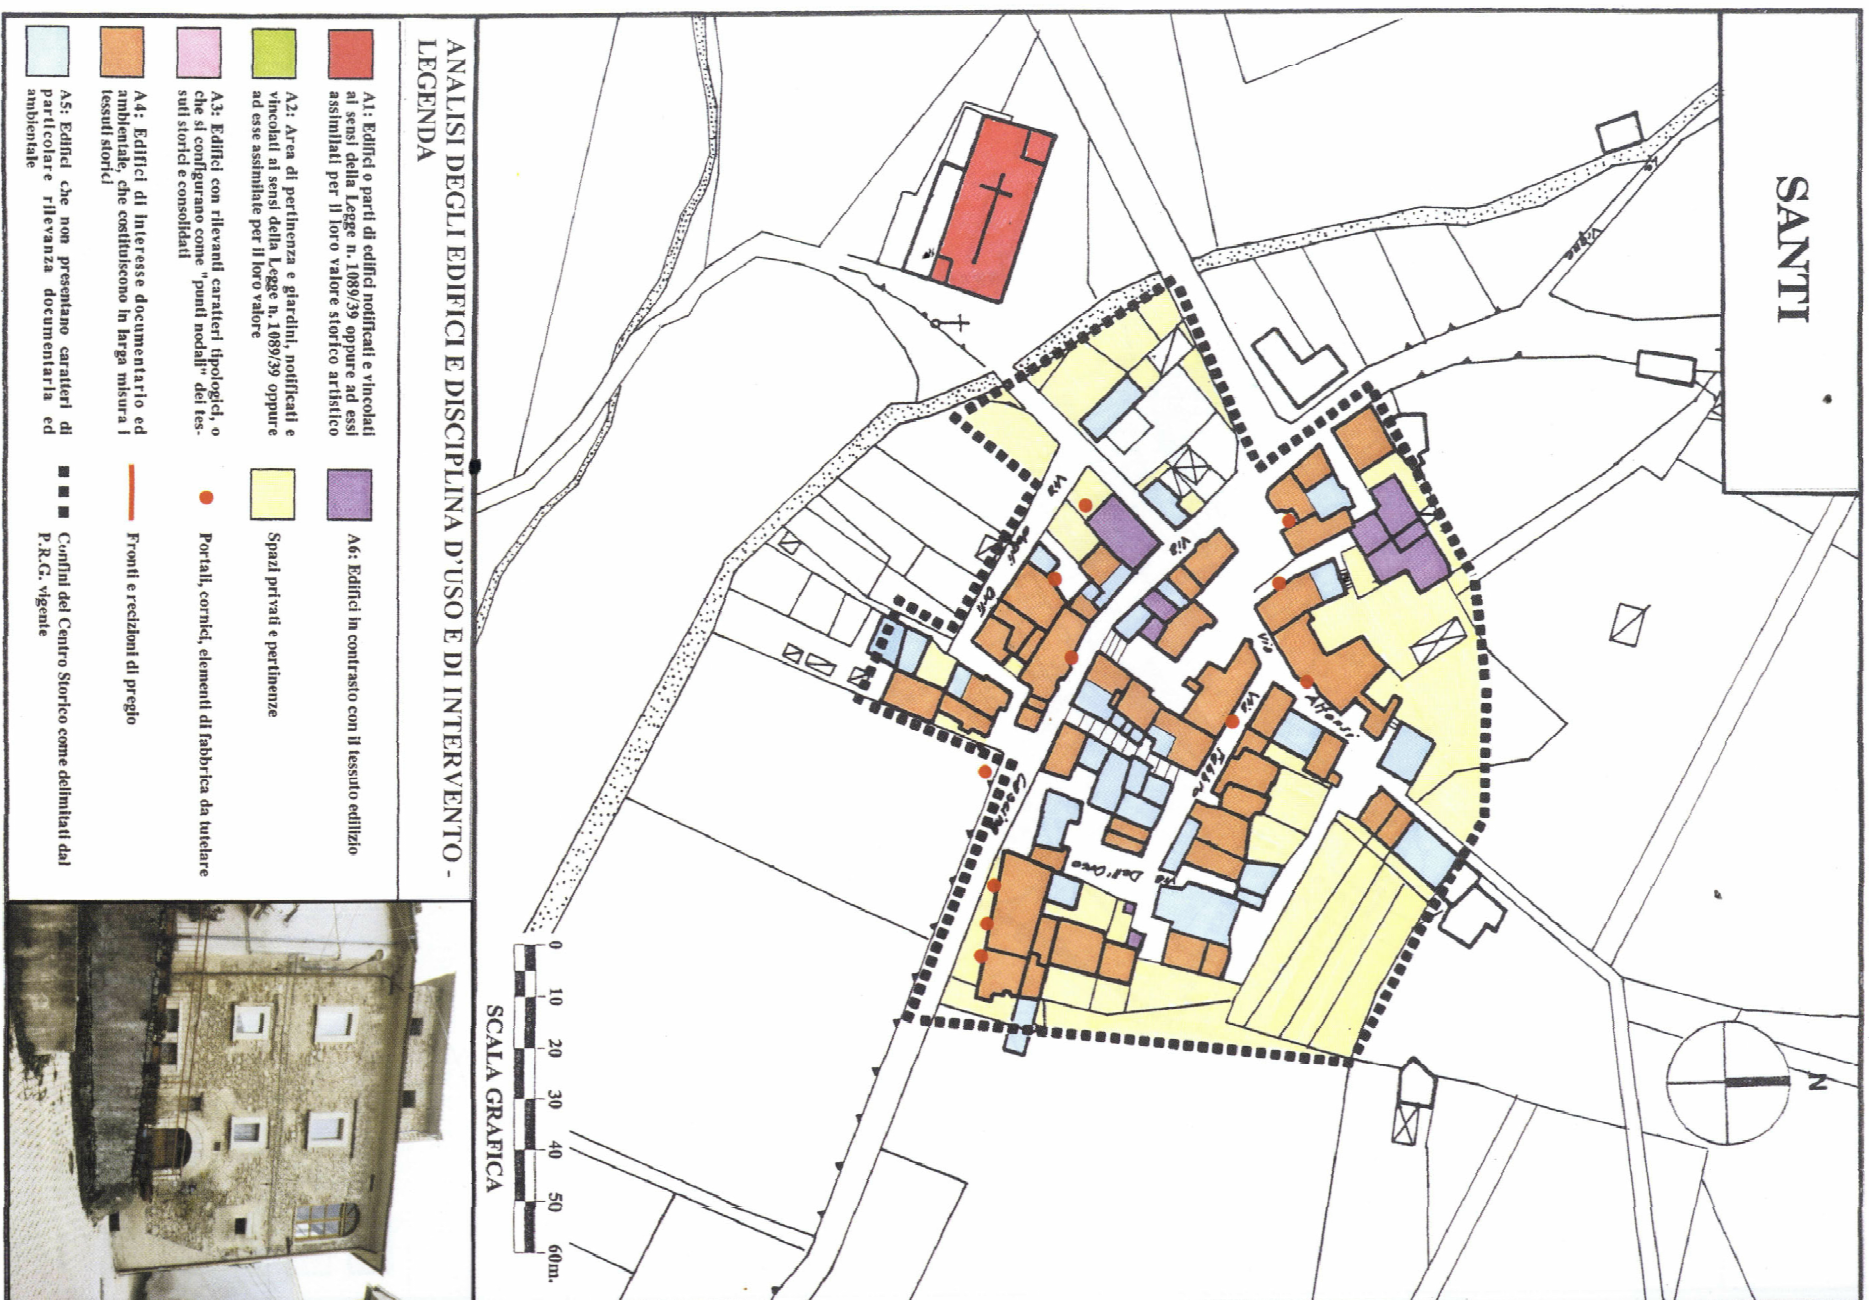 SANTI
N
Via
Via
Orti
Via
Alfonsi
Via
Fabbro
Via
Dell' Orso
ANALISI DEGLI EDIFICI E DISCIPLINA D'USO E DI INTERVENTO -
LEGENDA
A1: Edifici o parti di edifici notificati e vincolati
ai sensi della Legge n. 1089/39 oppure ad essi
assimilati per il loro valore storico artistico
A2: Area di pertinenza e giardini, notificati e
vincolati ai sensi della Legge n. 1089/39 oppure
ad esse assimilate per il loro valore
A3: Edifici con rilevanti caratteri tipologici, o
che si configurano come "punti nodali" dei tes-
suti storici e consolidati
A4: Edifici di interesse documentario ed
ambientale, che costituiscono in larga misura i
tessuti storici
A5: Edifici che non presentano caratteri di
particolare rilevanza documentaria ed
ambientale
A6: Edifici in contrasto con il tessuto edilizio
Spazi privati e pertinenze
Portali, cornici, elementi di fabbrica da tutelare
Fronti e recizioni di pregio
Confini del Centro Storico come delimitati dal
P.R.G. vigente
0 10 20 30 40 50 60m.
SCALA GRAFICA